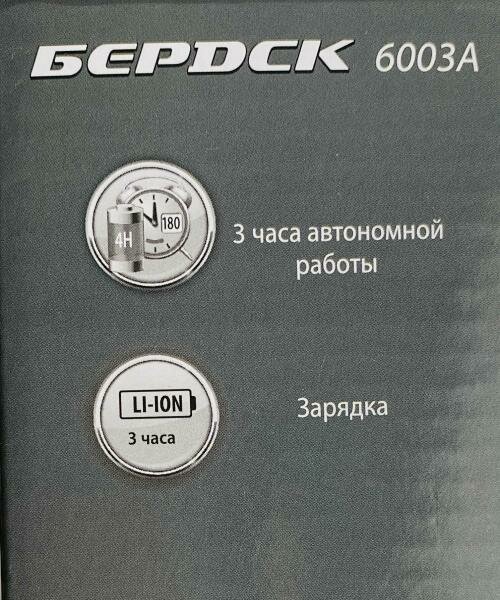 БЕРДСК 6003А
4H
180
3 часа автономной
работы
LI-ION
3 часа
Зарядка